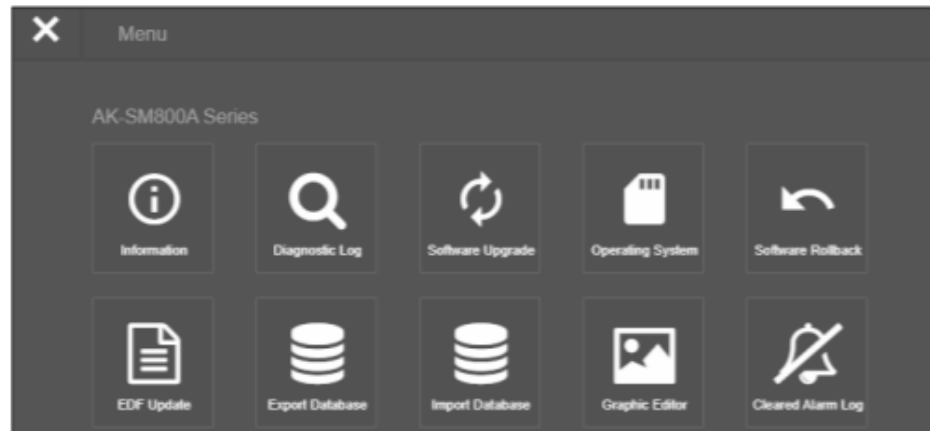 Menu
AK-SM800A Series
Information
Diagnostic Log
Software Upgrade
Operating System
Software Rollback
EDF Update
Export Database
Import Database
Graphic Editor
Cleared Alarm Log